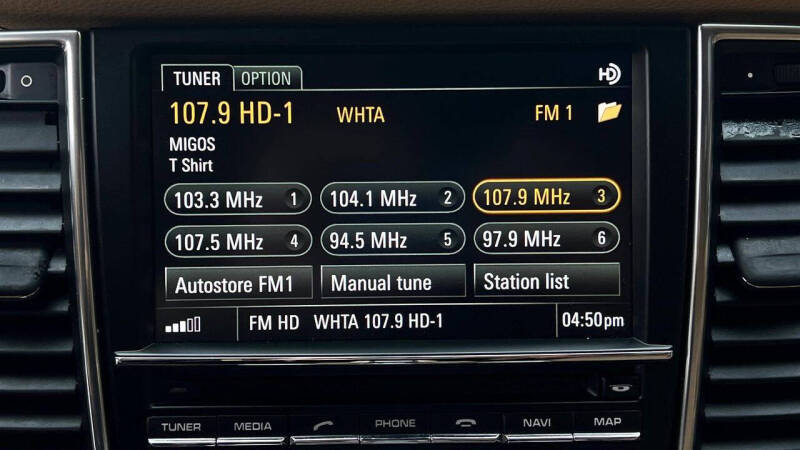 TUNER OPTION HD
107.9 HD-1 WHTA FM 1
MIGOS
T Shirt
103.3 MHz 1 104.1 MHz 2 107.9 MHz 3
107.5 MHz 4 94.5 MHz 5 97.9 MHz 6
Autostore FM1 Manual tune Station list
FM HD WHTA 107.9 HD-1 04:50pm
TUNER MEDIA PHONE NAVI MAP